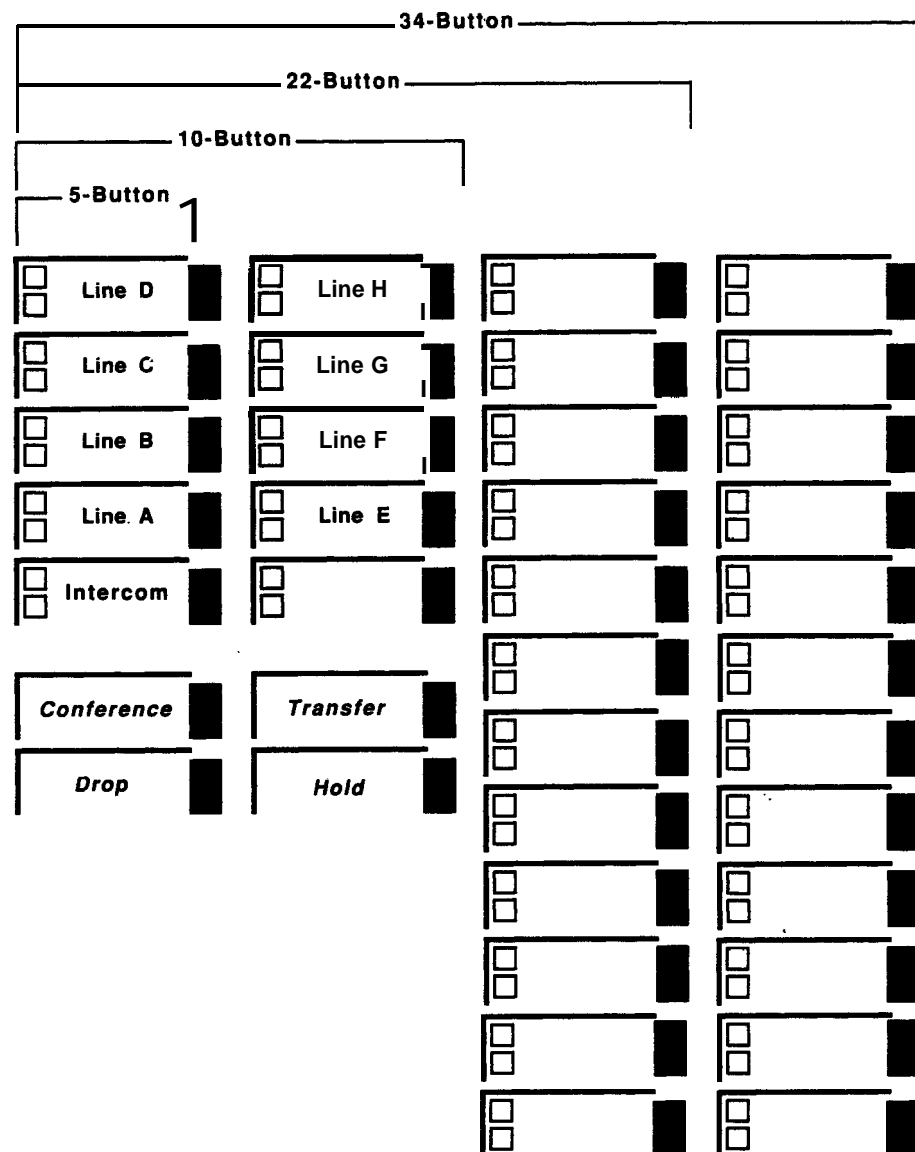 34-Button
22-Button
10-Button
5-Button
Line D
Line H
Line C
Line G
Line B
Line F
Line A
Line E
Intercom
Conference
Transfer
Drop
Hold